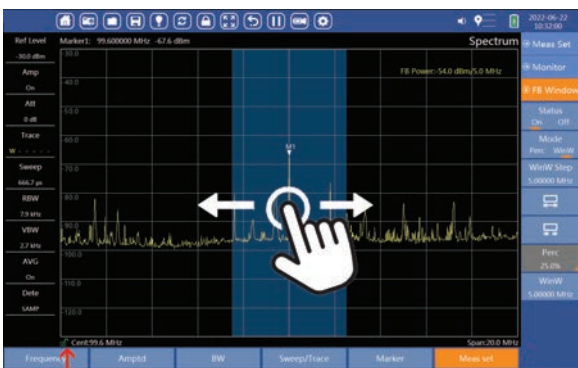 2022-06-22
10:32:00
Ref Level
-30.0 dBm
Marker1: 99.600000 MHz -67.6 dBm
Spectrum
Meas Set
-30.0
FB Power:-54.0 dBm/5.0 MHz
Amp
On
Monitor
-40.0
FB Window
Att
0 dB
-50.0
Status
On Off
Trace
W - - - - -
-60.0
M1
Mode
Perc WinW
Sweep
666.7 μs
-70.0
WinW Step
5.00000 MHz
RBW
7.9 kHz
-80.0
VBW
2.7 kHz
-90.0
AVG
On
-100.0
Perc
25.0%
Dete
SAMP
-110.0
WinW
5.00000 MHz
-120.0
Cent:99.6 MHz
Span:20.0 MHz
Frequency
Amptd
BW
Sweep/Trace
Marker
Meas set